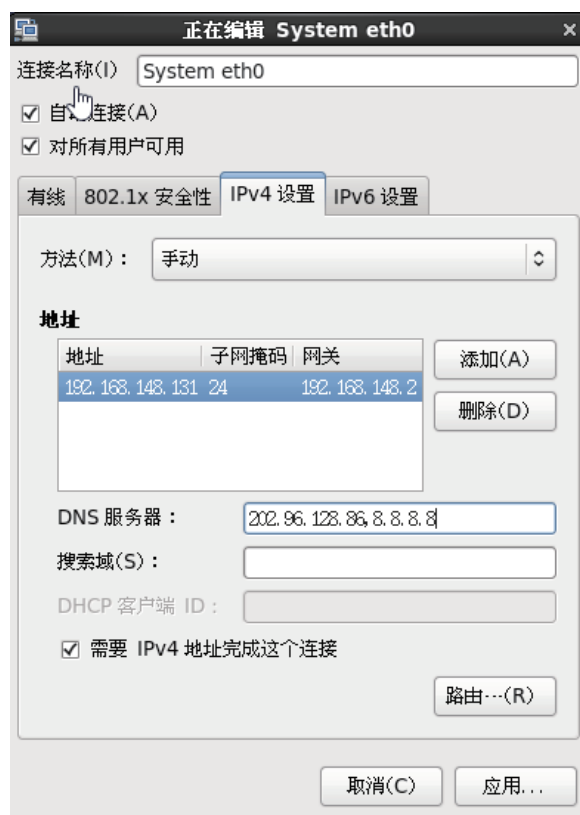 正在编辑 System eth0 ×
连接名称(I) System eth0
自 连接(A)
对所有用户可用
有线 802.1x 安全性 IPv4 设置 IPv6 设置
方法(M)： 手动
地址
地址 子网掩码 网关
192.168.148.131 24 192.168.148.2
添加(A)
删除(D)
DNS 服务器： 202.96.128.86,8.8.8.8
搜索域(S)：
DHCP 客户端 ID：
需要 IPv4 地址完成这个连接
路由…(R)
取消(C) 应用...